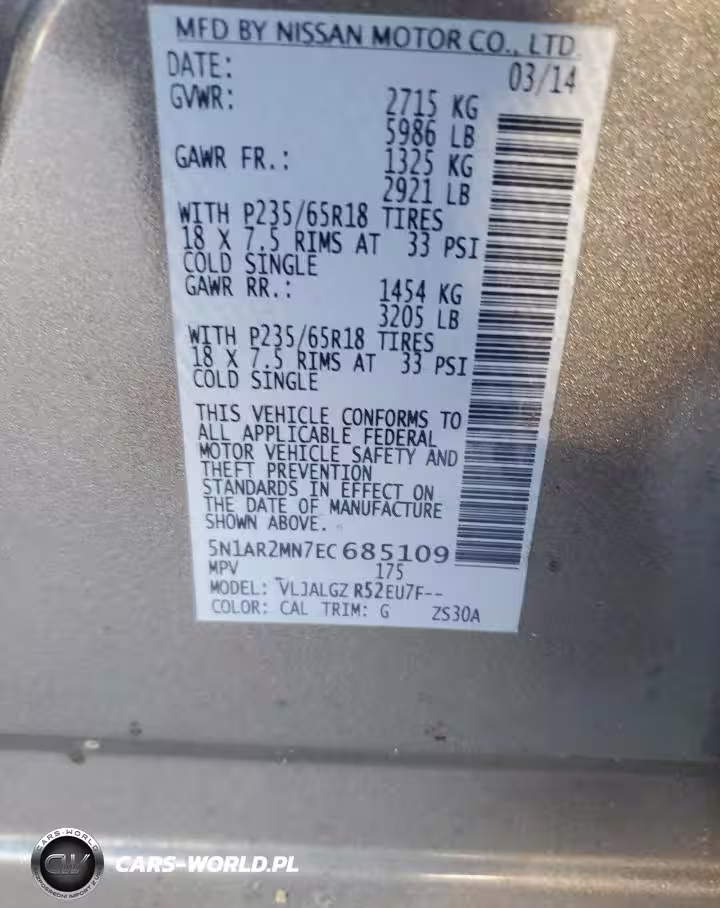 MFD BY NISSAN MOTOR CO., LTD.
DATE: 03/14
GVWR: 2715 KG
5986 LB
GAWR FR.: 1325 KG
2921 LB
WITH P235/65R18 TIRES
18 X 7.5 RIMS AT 33 PSI
COLD SINGLE
GAWR RR.: 1454 KG
3205 LB
WITH P235/65R18 TIRES
18 X 7.5 RIMS AT 33 PSI
COLD SINGLE
THIS VEHICLE CONFORMS TO
ALL APPLICABLE FEDERAL
MOTOR VEHICLE SAFETY AND
THEFT PREVENTION
STANDARDS IN EFFECT ON
THE DATE OF MANUFACTURE
SHOWN ABOVE.
5N1AR2MN7EC685109
MPV 175
MODEL: VLJALGZ R52EU7F--
COLOR: CAL TRIM: G ZS30A
CARS-WORLD
CW
CARS-WORLD.PL